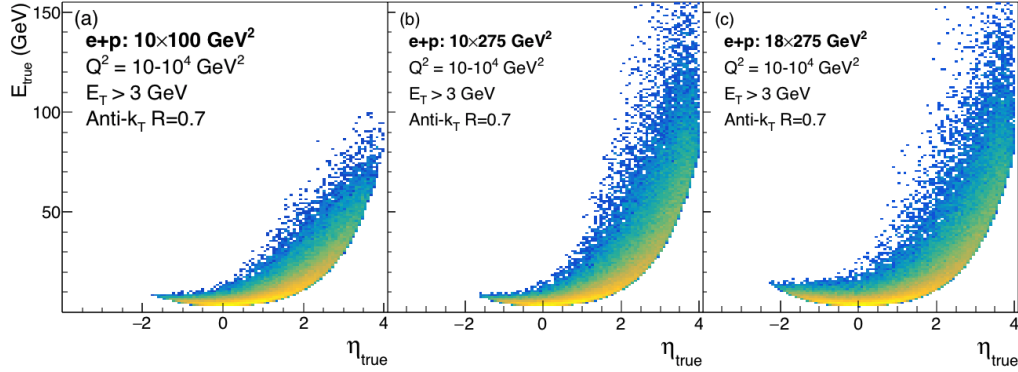 (a)
e+p: 10×100 GeV²
Q² = 10-10⁴ GeV²
E_T > 3 GeV
Anti-k_T R=0.7
(b)
e+p: 10×275 GeV²
Q² = 10-10⁴ GeV²
E_T > 3 GeV
Anti-k_T R=0.7
(c)
e+p: 18×275 GeV²
Q² = 10-10⁴ GeV²
E_T > 3 GeV
Anti-k_T R=0.7
E_true (GeV)
150
100
50
−2 0 2 4
−2 0 2 4
−2 0 2 4
η_true
η_true
η_true